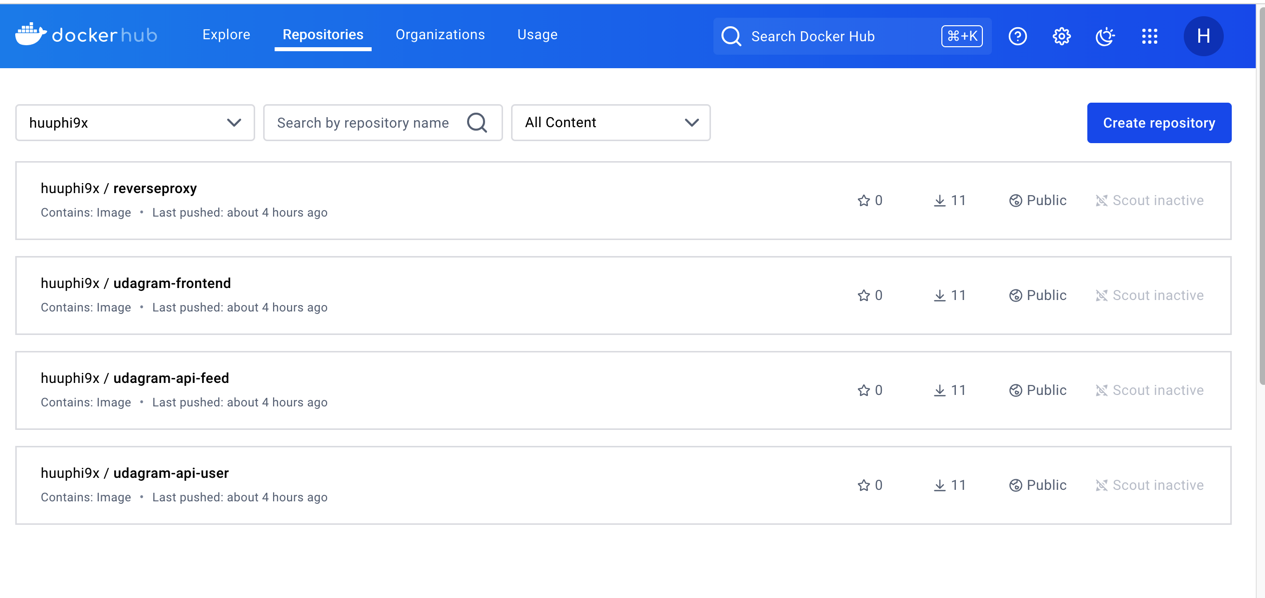 dockerhub Explore Repositories Organizations Usage Search Docker Hub ⌘+K H
huuphi9x Search by repository name All Content Create repository
huuphi9x / reverseproxy
Contains: Image • Last pushed: about 4 hours ago
0 11 Public Scout inactive
huuphi9x / udagram-frontend
Contains: Image • Last pushed: about 4 hours ago
0 11 Public Scout inactive
huuphi9x / udagram-api-feed
Contains: Image • Last pushed: about 4 hours ago
0 11 Public Scout inactive
huuphi9x / udagram-api-user
Contains: Image • Last pushed: about 4 hours ago
0 11 Public Scout inactive